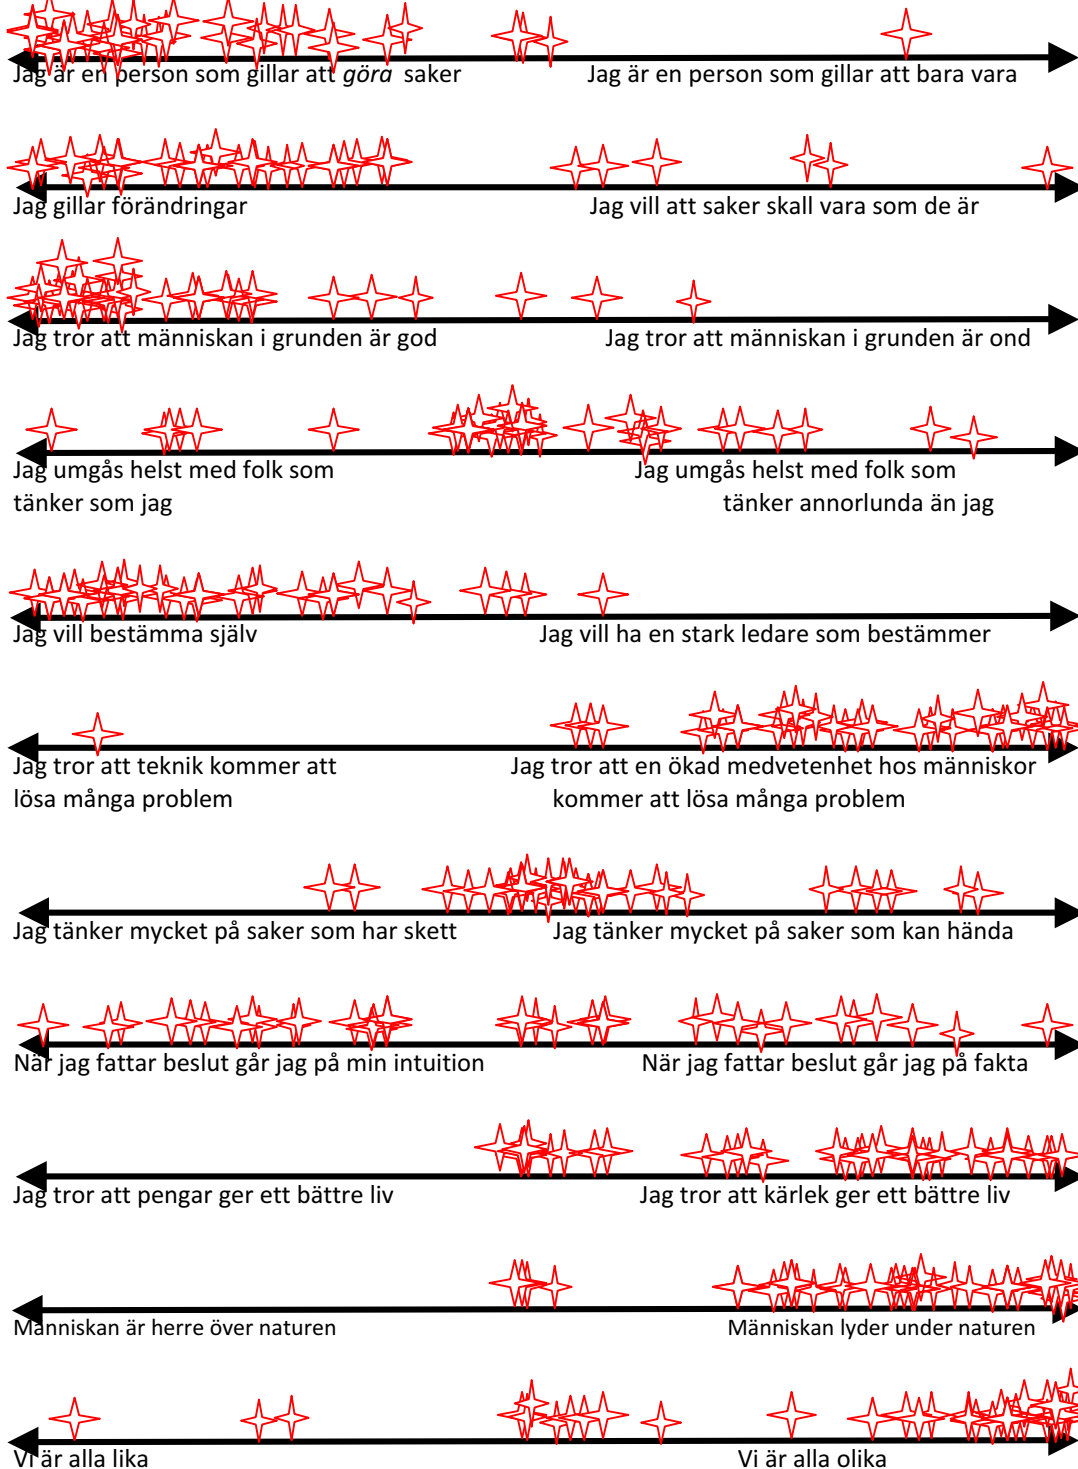 Jag är en person som gillar att göra saker Jag är en person som gillar att bara vara
Jag gillar förändringar Jag vill att saker skall vara som de är
Jag tror att människan i grunden är god Jag tror att människan i grunden är ond
Jag umgås helst med folk som Jag umgås helst med folk som
tänker som jag tänker annorlunda än jag
Jag vill bestämma själv Jag vill ha en stark ledare som bestämmer
Jag tror att teknik kommer att Jag tror att en ökad medvetenhet hos människor
lösa många problem kommer att lösa många problem
Jag tänker mycket på saker som har skett Jag tänker mycket på saker som kan hända
När jag fattar beslut går jag på min intuition När jag fattar beslut går jag på fakta
Jag tror att pengar ger ett bättre liv Jag tror att kärlek ger ett bättre liv
Människan är herre över naturen Människan lyder under naturen
Vi är alla lika Vi är alla olika